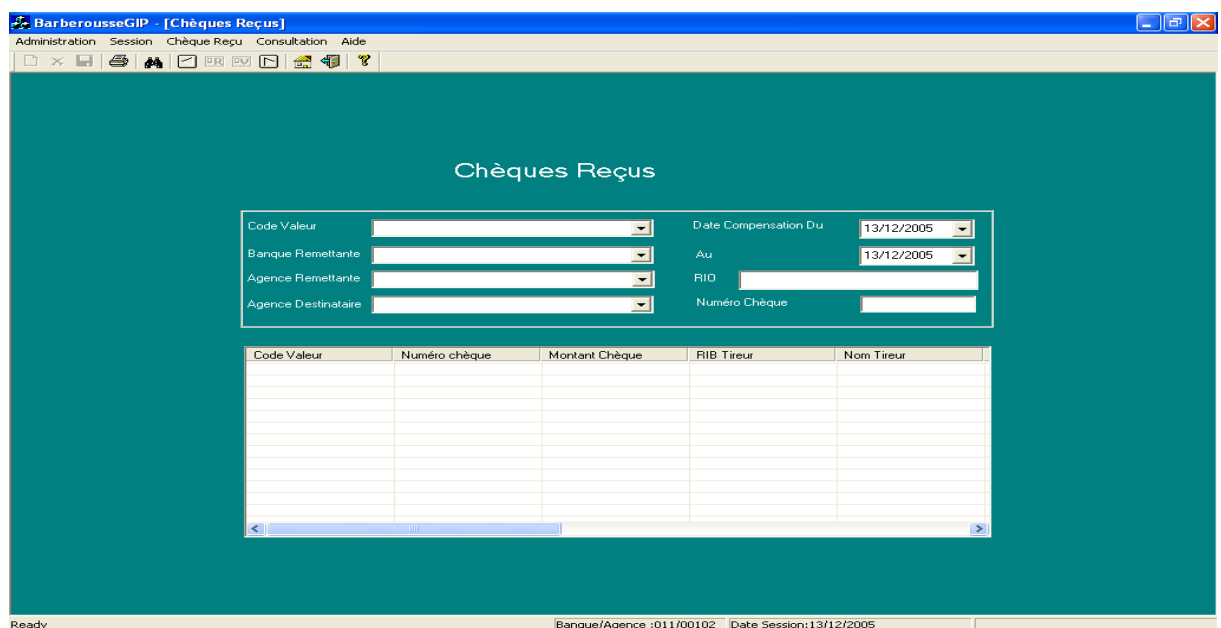 BarberousseGIP - [Chèques Reçus]
Administration Session Chèque Reçu Consultation Aide
Chèques Reçus
Code Valeur
Date Compensation Du 13/12/2005
Banque Remettante
Au 13/12/2005
Agence Remettante
RIO
Agence Destinataire
Numéro Chèque
Code Valeur Numéro chèque Montant Chèque RIB Tireur Nom Tireur
Ready Banque/Agence :011/00102 Date Session:13/12/2005